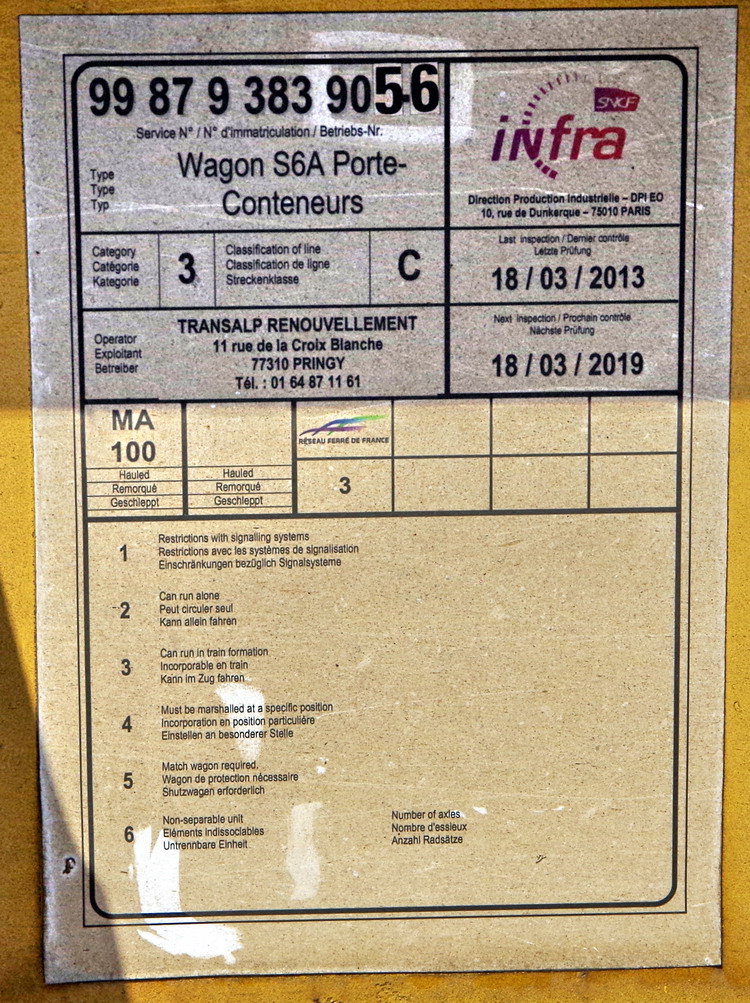 99 87 9 383 9056
Service N° / N° d'immatriculation / Betriebs-Nr.
Type
Type
Typ
Wagon S6A Porte-
Conteneurs
SNCF
infra
Direction Production Industrielle – DPI EO
10, rue de Dunkerque – 75010 PARIS
Category
Catégorie
Kategorie
3
Classification of line
Classification de ligne
Streckenklasse
C
Last inspection / Dernier contrôle
Letzte Prüfung
18 / 03 / 2013
Operator
Exploitant
Betreiber
TRANSALP RENOUVELLEMENT
11 rue de la Croix Blanche
77310 PRINGY
Tél. : 01 64 87 11 61
Next inspection / Prochain contrôle
Nächste Prüfung
18 / 03 / 2019
MA
100
Hauled
Remorqué
Geschleppt
Hauled
Remorqué
Geschleppt
RÉSEAU FERRÉ DE FRANCE
3
1
Restrictions with signalling systems
Restrictions avec les systèmes de signalisation
Einschränkungen bezüglich Signalsysteme
2
Can run alone
Peut circuler seul
Kann allein fahren
3
Can run in train formation
Incorporable en train
Kann im Zug fahren
4
Must be marshalled at a specific position
Incorporation en position particulière
Einstellen an besonderer Stelle
5
Match wagon required.
Wagon de protection nécessaire
Shutzwagen erforderlich
6
Non-separable unit
Eléments indissociables
Untrennbare Einheit
Number of axles
Nombre d'essieux
Anzahl Radsätze